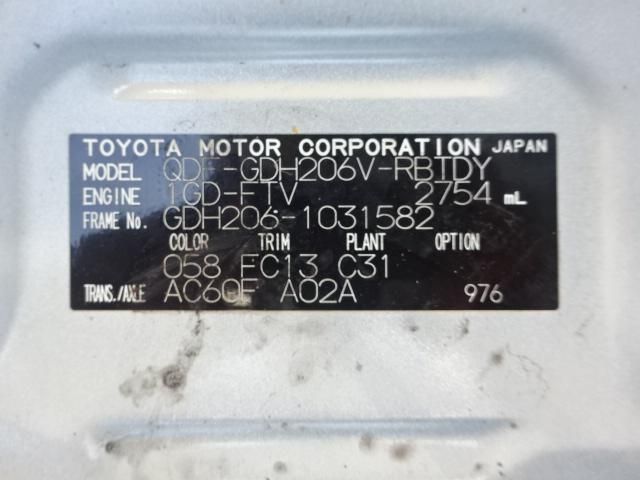 TOYOTA MOTOR CORPORATION JAPAN
MODEL QDF-GDH206V-RBTDY
ENGINE 1GD-FTV 2754 mL
FRAME No. GDH206-1031582
COLOR TRIM PLANT OPTION
058 FC13 C31
TRANS./AXLE AC60F A02A 976